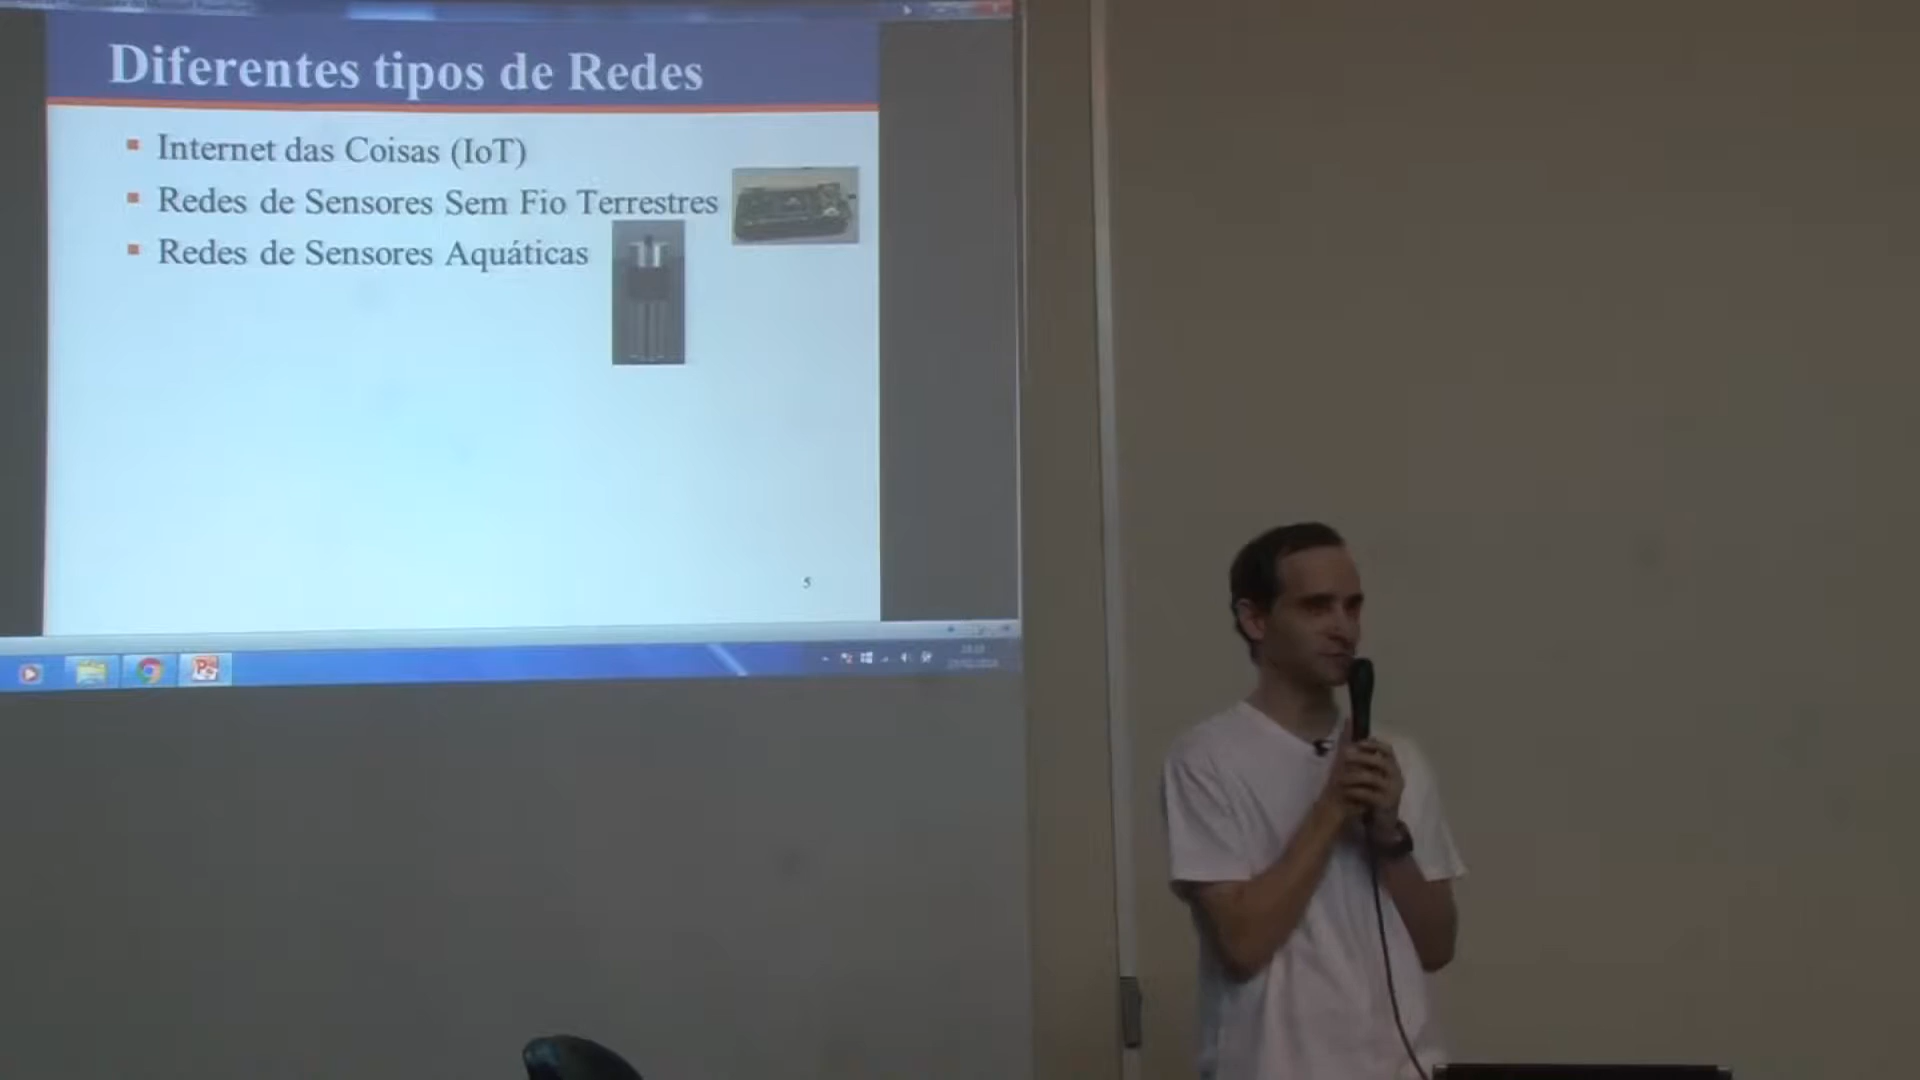 Diferentes tipos de Redes
Internet das Coisas (IoT)
Redes de Sensores Sem Fio Terrestres
Redes de Sensores Aquáticas
5